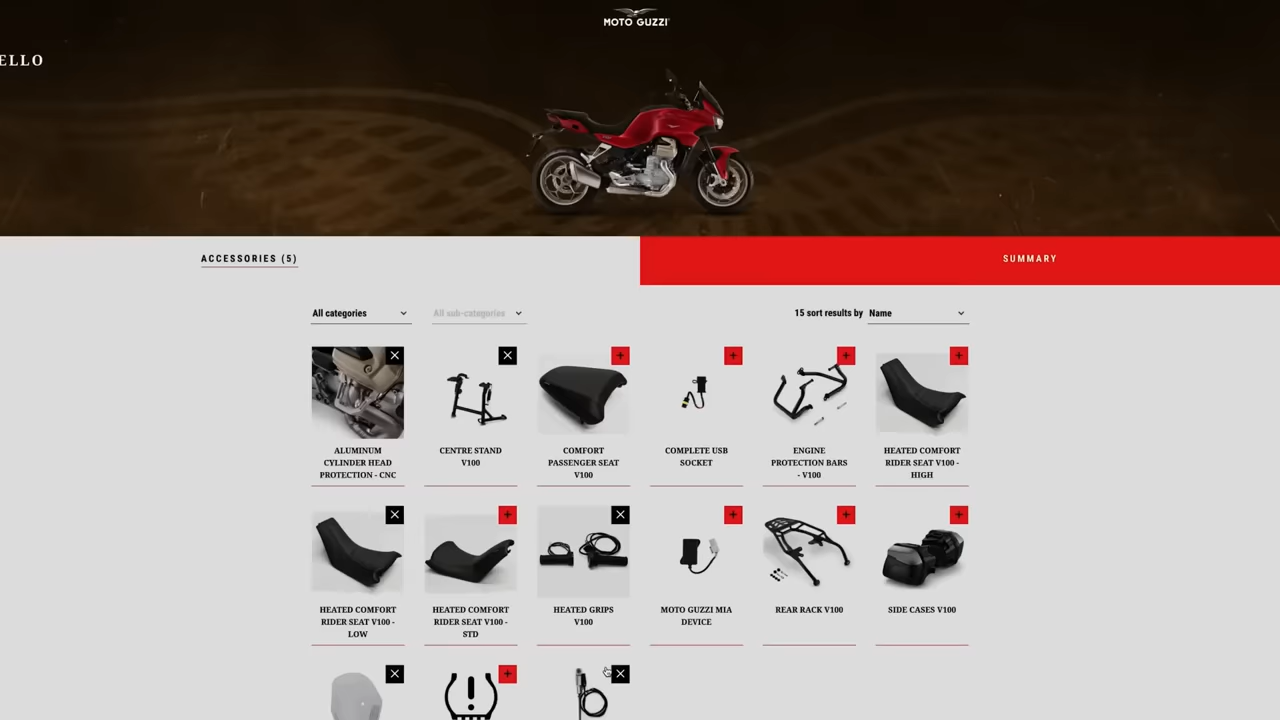 MOTO GUZZI
ELLO
ACCESSORIES (5)
SUMMARY
All categories
All sub-categories
15 sort results by
Name
ALUMINUM
CYLINDER HEAD
PROTECTION - CNC
CENTRE STAND
V100
COMFORT
PASSENGER SEAT
V100
COMPLETE USB
SOCKET
ENGINE
PROTECTION BARS
- V100
HEATED COMFORT
RIDER SEAT V100 -
HIGH
HEATED COMFORT
RIDER SEAT V100 -
LOW
HEATED COMFORT
RIDER SEAT V100 -
STD
HEATED GRIPS
V100
MOTO GUZZI MIA
DEVICE
REAR RACK V100
SIDE CASES V100